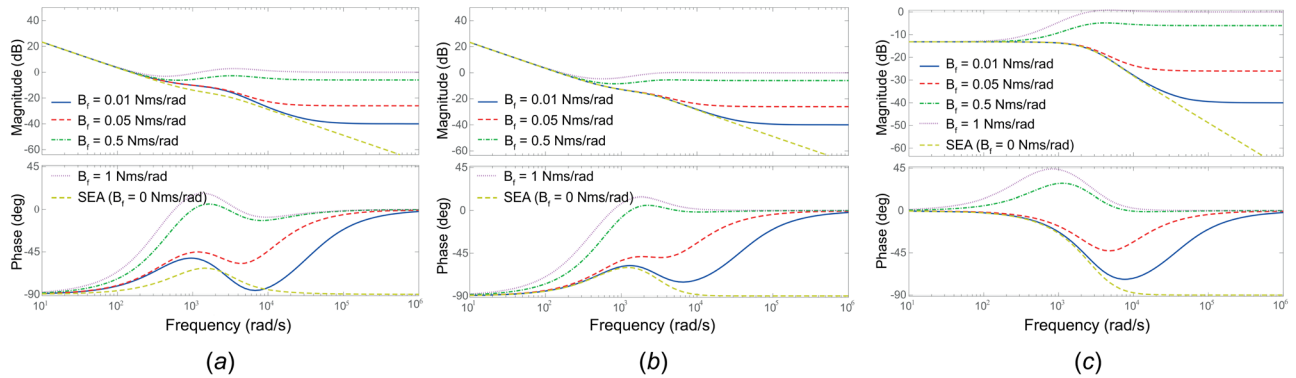 Magnitude (dB)
40
20
0
-20
-40
-60
B_f = 0.01 Nms/rad
B_f = 0.05 Nms/rad
B_f = 0.5 Nms/rad
Phase (deg)
45
0
-45
-90
B_f = 1 Nms/rad
SEA (B_f = 0 Nms/rad)
10^1 10^2 10^3 10^4 10^5 10^6
Frequency (rad/s)
(a)
Magnitude (dB)
40
20
0
-20
-40
-60
B_f = 0.01 Nms/rad
B_f = 0.05 Nms/rad
B_f = 0.5 Nms/rad
Phase (deg)
45
0
-45
-90
B_f = 1 Nms/rad
SEA (B_f = 0 Nms/rad)
10^1 10^2 10^3 10^4 10^5 10^6
Frequency (rad/s)
(b)
Magnitude (dB)
0
-10
-20
-30
-40
-50
-60
B_f = 0.01 Nms/rad
B_f = 0.05 Nms/rad
B_f = 0.5 Nms/rad
B_f = 1 Nms/rad
SEA (B_f = 0 Nms/rad)
Phase (deg)
45
0
-45
-90
10^1 10^2 10^3 10^4 10^5 10^6
Frequency (rad/s)
(c)